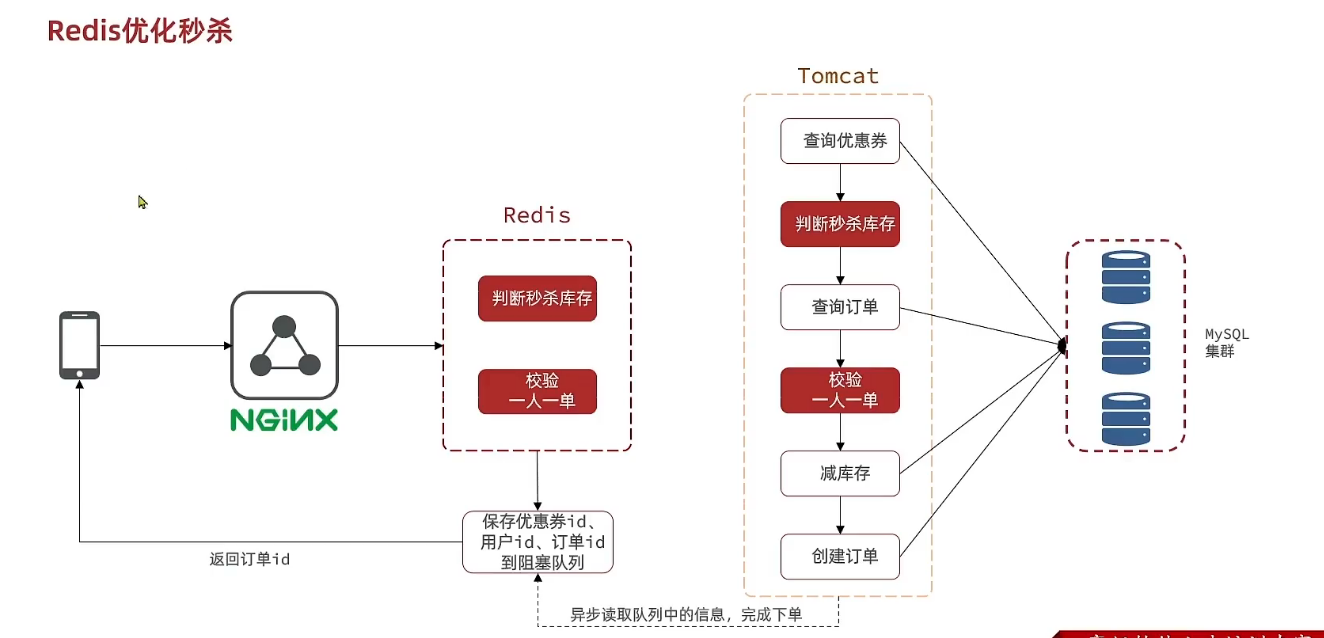 Redis优化秒杀
Tomcat
查询优惠券
判断秒杀库存
查询订单
校验
一人一单
减库存
创建订单
Redis
判断秒杀库存
校验
一人一单
NGINX
MySQL
集群
保存优惠券id、
用户id、订单id
到阻塞队列
返回订单id
异步读取队列中的信息，完成下单